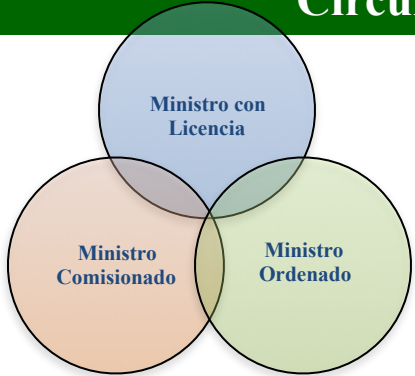 Ministro con
Licencia
Ministro
Comisionado
Ministro
Ordenado